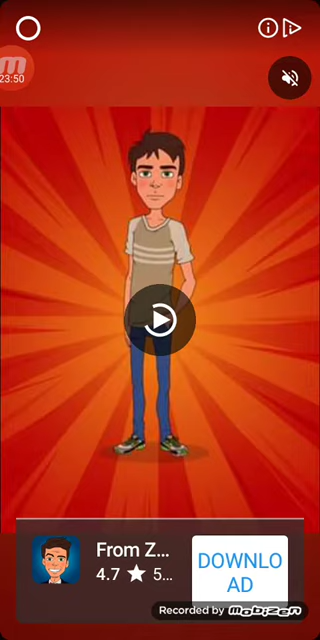 m
23:50
From Z...
4.7 ★ 5...
DOWNLO
AD
Recorded by mobizen